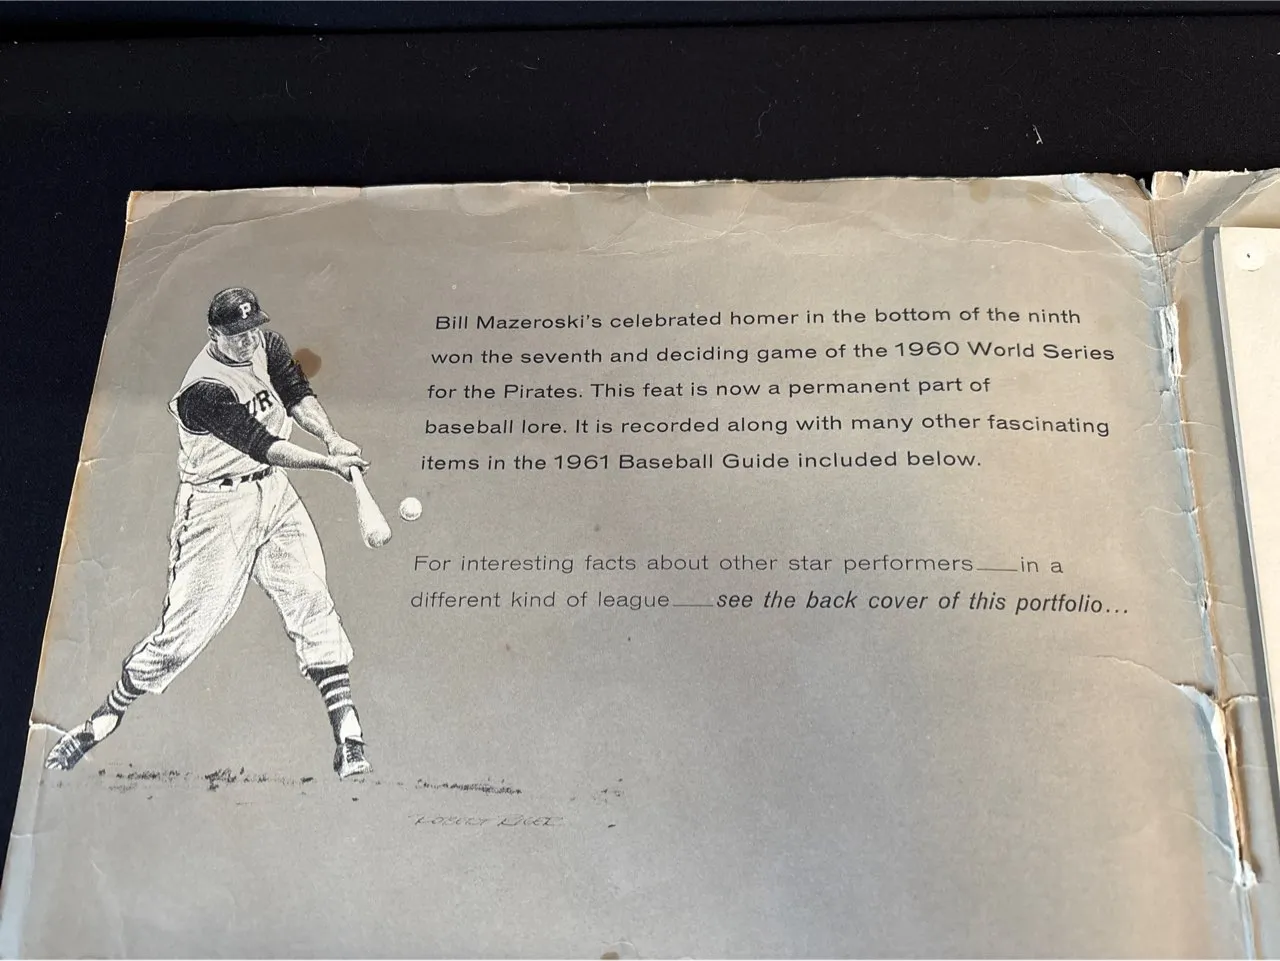 P
UR
Bill Mazeroski's celebrated homer in the bottom of the ninth
won the seventh and deciding game of the 1960 World Series
for the Pirates. This feat is now a permanent part of
baseball lore. It is recorded along with many other fascinating
items in the 1961 Baseball Guide included below.
For interesting facts about other star performers___in a
different kind of league___see the back cover of this portfolio...
ROBERT RIGER